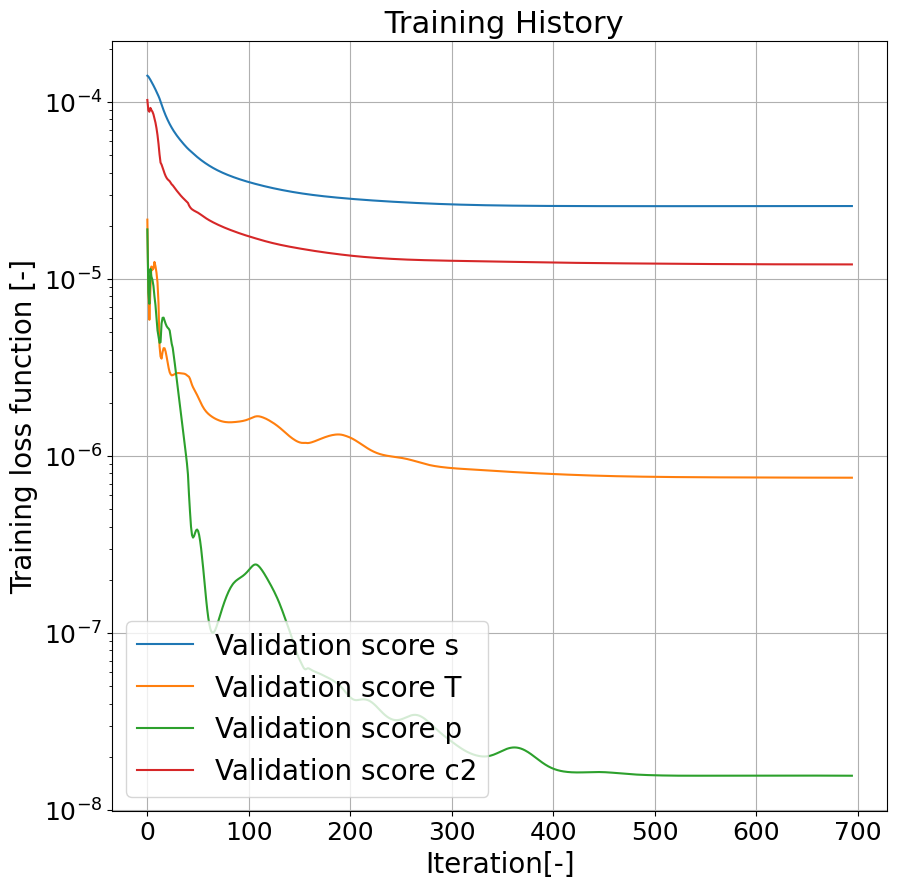 Training History
Training loss function [-]
10⁻⁴
10⁻⁵
10⁻⁶
10⁻⁷
10⁻⁸
Validation score s
Validation score T
Validation score p
Validation score c2
0 100 200 300 400 500 600 700
Iteration[-]